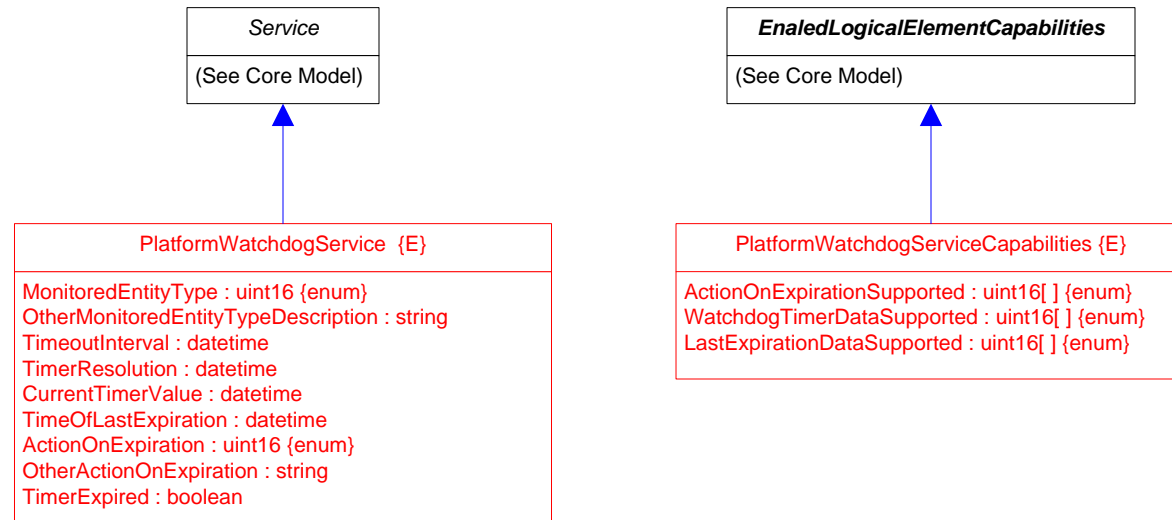 Service
(See Core Model)
EnaledLogicalElementCapabilities
(See Core Model)
PlatformWatchdogService {E}
MonitoredEntityType : uint16 {enum}
OtherMonitoredEntityTypeDescription : string
TimeoutInterval : datetime
TimerResolution : datetime
CurrentTimerValue : datetime
TimeOfLastExpiration : datetime
ActionOnExpiration : uint16 {enum}
OtherActionOnExpiration : string
TimerExpired : boolean
PlatformWatchdogServiceCapabilities {E}
ActionOnExpirationSupported : uint16[ ] {enum}
WatchdogTimerDataSupported : uint16[ ] {enum}
LastExpirationDataSupported : uint16[ ] {enum}